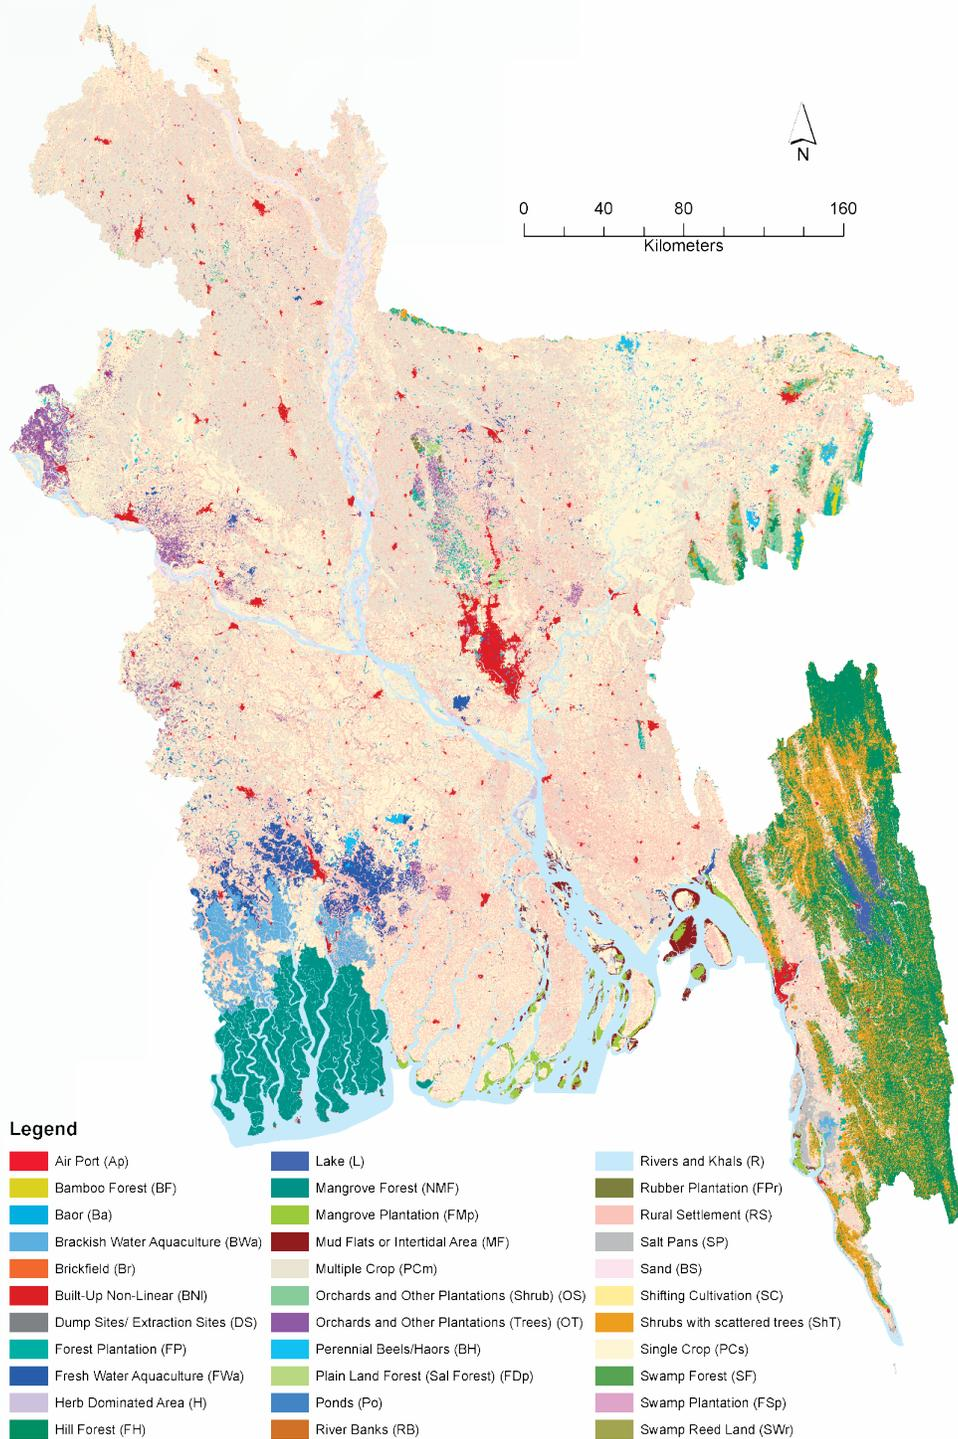 N
0 40 80 160
Kilometers
Legend
Air Port (Ap)
Bamboo Forest (BF)
Baor (Ba)
Brackish Water Aquaculture (BWa)
Brickfield (Br)
Built-Up Non-Linear (BNI)
Dump Sites/ Extraction Sites (DS)
Forest Plantation (FP)
Fresh Water Aquaculture (FWa)
Herb Dominated Area (H)
Hill Forest (FH)
Lake (L)
Mangrove Forest (NMF)
Mangrove Plantation (FMp)
Mud Flats or Intertidal Area (MF)
Multiple Crop (PCm)
Orchards and Other Plantations (Shrub) (OS)
Orchards and Other Plantations (Trees) (OT)
Perennial Beels/Haors (BH)
Plain Land Forest (Sal Forest) (FDp)
Ponds (Po)
River Banks (RB)
Rivers and Khals (R)
Rubber Plantation (FPr)
Rural Settlement (RS)
Salt Pans (SP)
Sand (BS)
Shifting Cultivation (SC)
Shrubs with scattered trees (ShT)
Single Crop (PCs)
Swamp Forest (SF)
Swamp Plantation (FSp)
Swamp Reed Land (SWr)